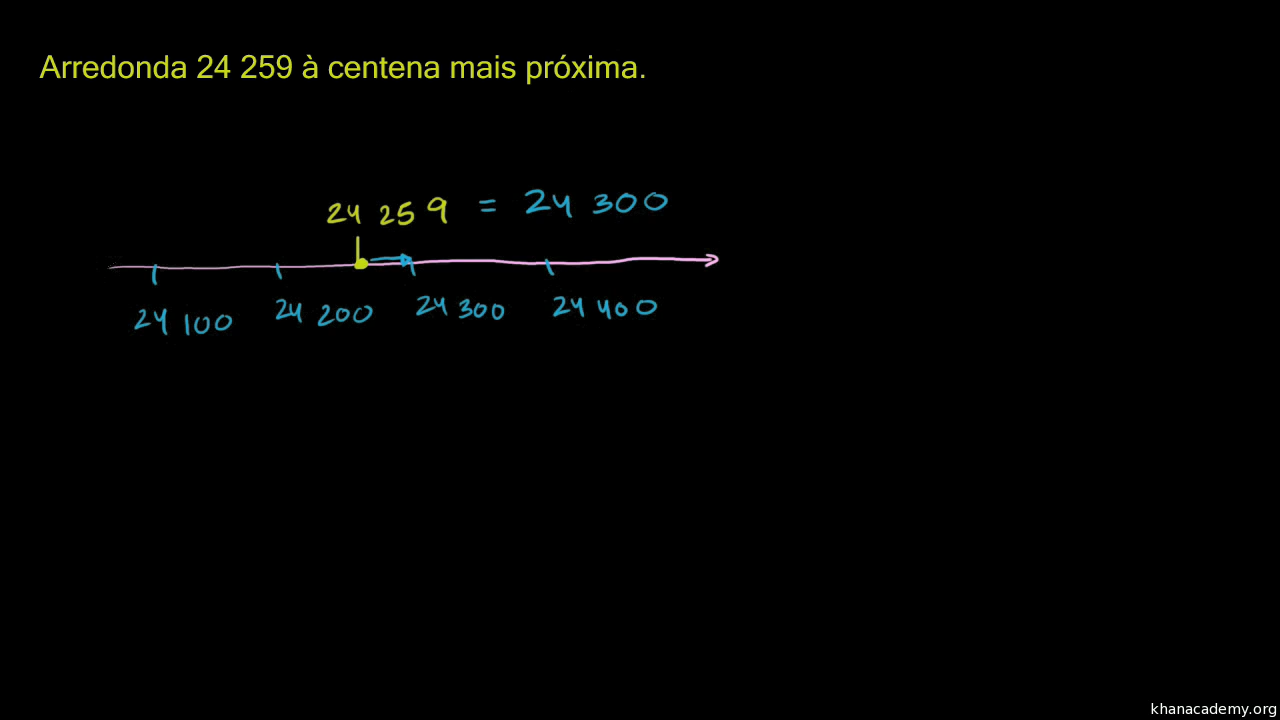 Arredonda 24 259 à centena mais próxima.
24 259 = 24 300
24 100 24 200 24 300 24 400
khanacademy.org